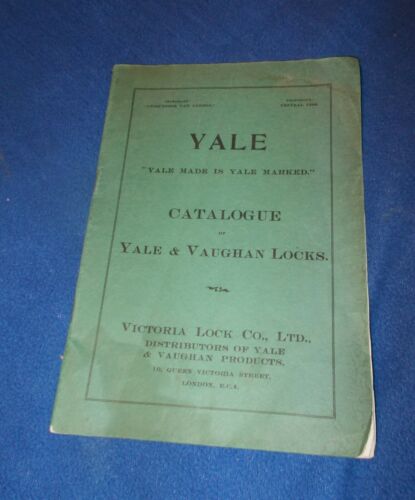 YALE
"YALE MADE IS YALE MARKED."
CATALOGUE
OF
YALE & VAUGHAN LOCKS.
VICTORIA LOCK CO., LTD.,
DISTRIBUTORS OF YALE
& VAUGHAN PRODUCTS.
QUEEN VICTORIA STREET,
LONDON, E.C.4.